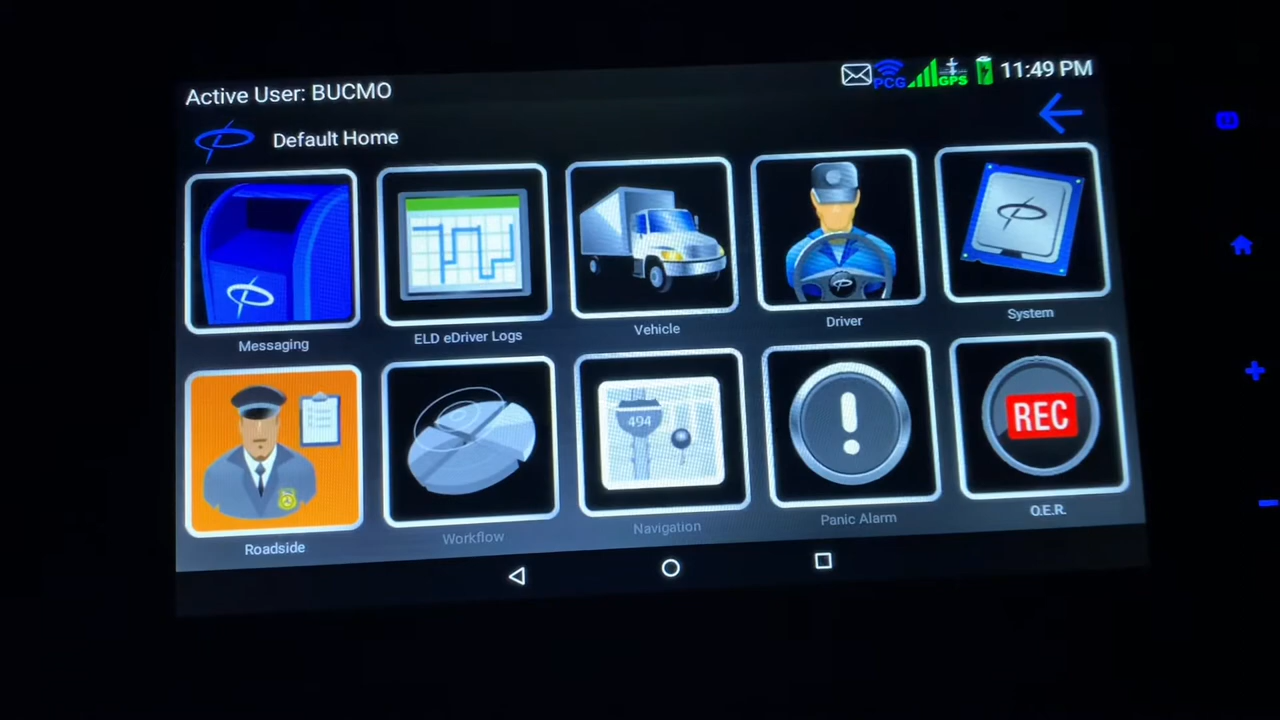 Active User: BUCMO
PCG
GPS
11:49 PM
Default Home
Messaging
ELD eDriver Logs
Vehicle
Driver
System
494
REC
Roadside
Workflow
Navigation
Panic Alarm
O.E.R.